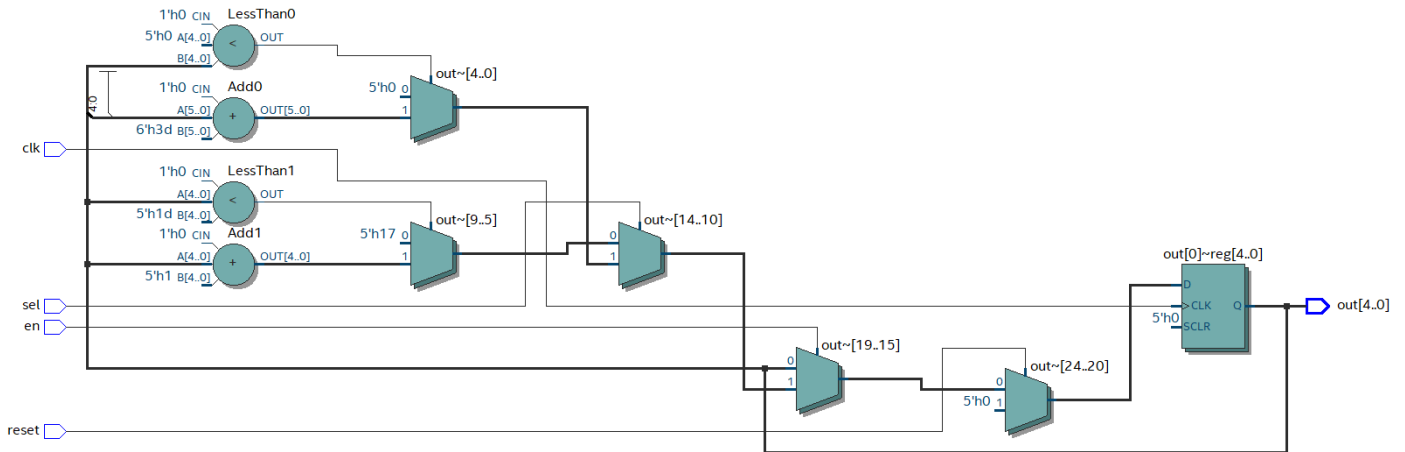 1'h0 CIN LessThan0
5'h0 A[4..0] < OUT
B[4..0]
out~[4..0]
4:0
1'h0 CIN Add0
5'h0 0
A[5..0] + OUT[5..0] 1
6'h3d B[5..0]
clk
1'h0 CIN LessThan1
A[4..0] < OUT
5'h1d B[4..0]
out~[9..5] out~[14..10]
1'h0 CIN Add1
5'h17 0 0
A[4..0] + OUT[4..0] 1 1
5'h1 B[4..0]
out[0]~reg[4..0]
D
sel >CLK Q out[4..0]
5'h0 SCLR
en
out~[19..15]
0
1
out~[24..20]
0
5'h0 1
reset